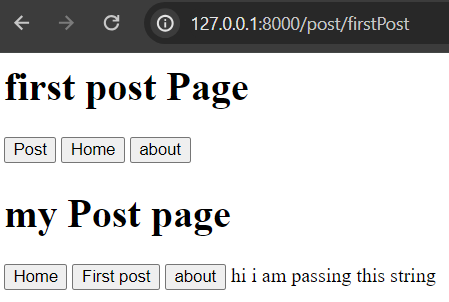 127.0.0.1:8000/post/firstPost
first post Page
Post Home about
my Post page
Home First post about hi i am passing this string